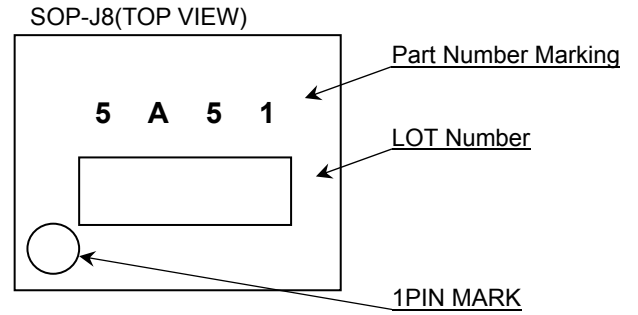 SOP-J8(TOP VIEW)
Part Number Marking
5 A 5 1
LOT Number
1PIN MARK